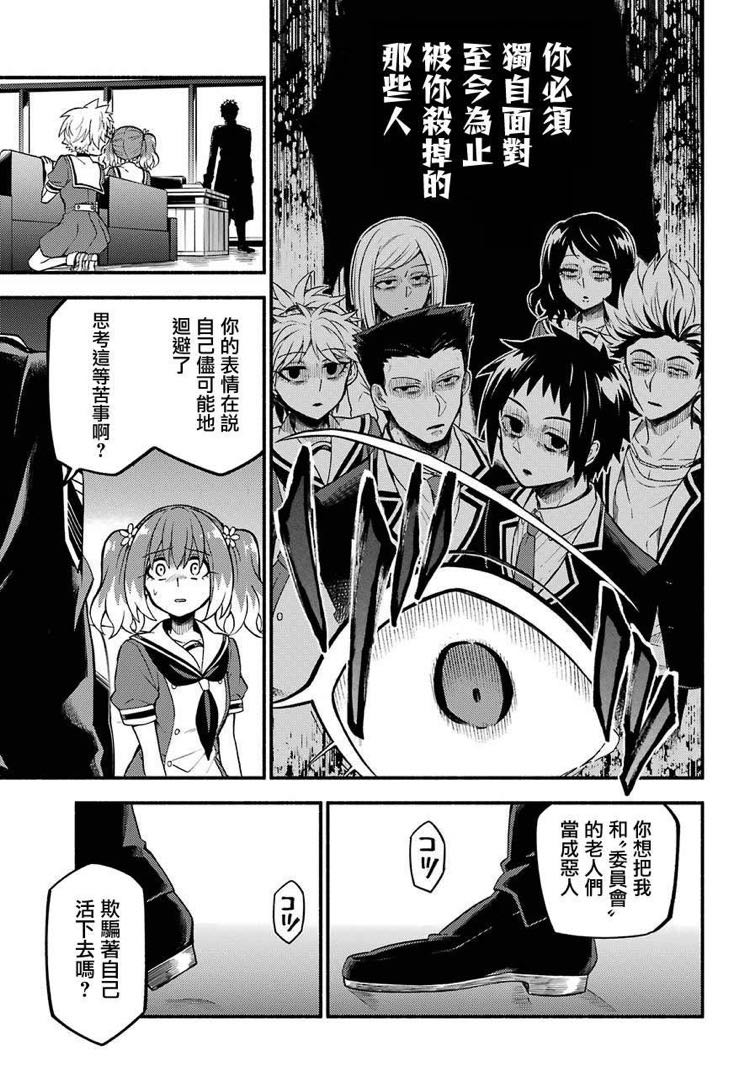 你必須
獨自面對
至今為止
被你殺掉的
那些人
你的表情在說
自己儘可能地
迴避了
思考這等苦事啊？
你想把我
和〝委員會〞
的老人們
當成惡人
コツ
コツ
欺騙著自己
活下去嗎？